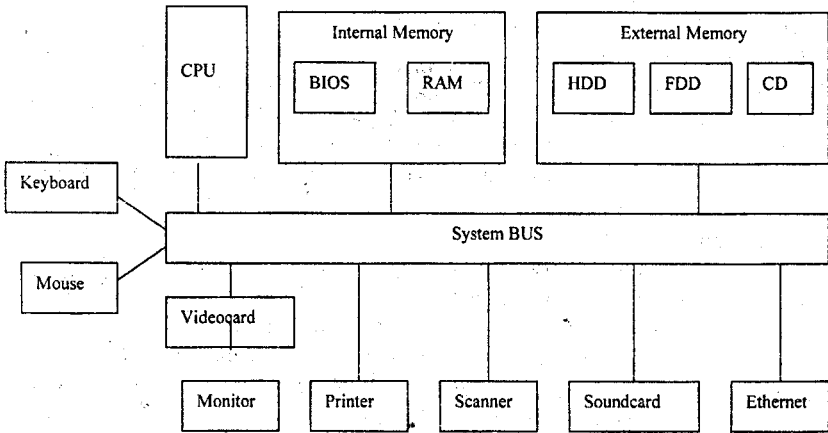 Internal Memory
External Memory
CPU
BIOS
RAM
HDD
FDD
CD
Keyboard
System BUS
Mouse
Videocard
Monitor
Printer
Scanner
Soundcard
Ethernet